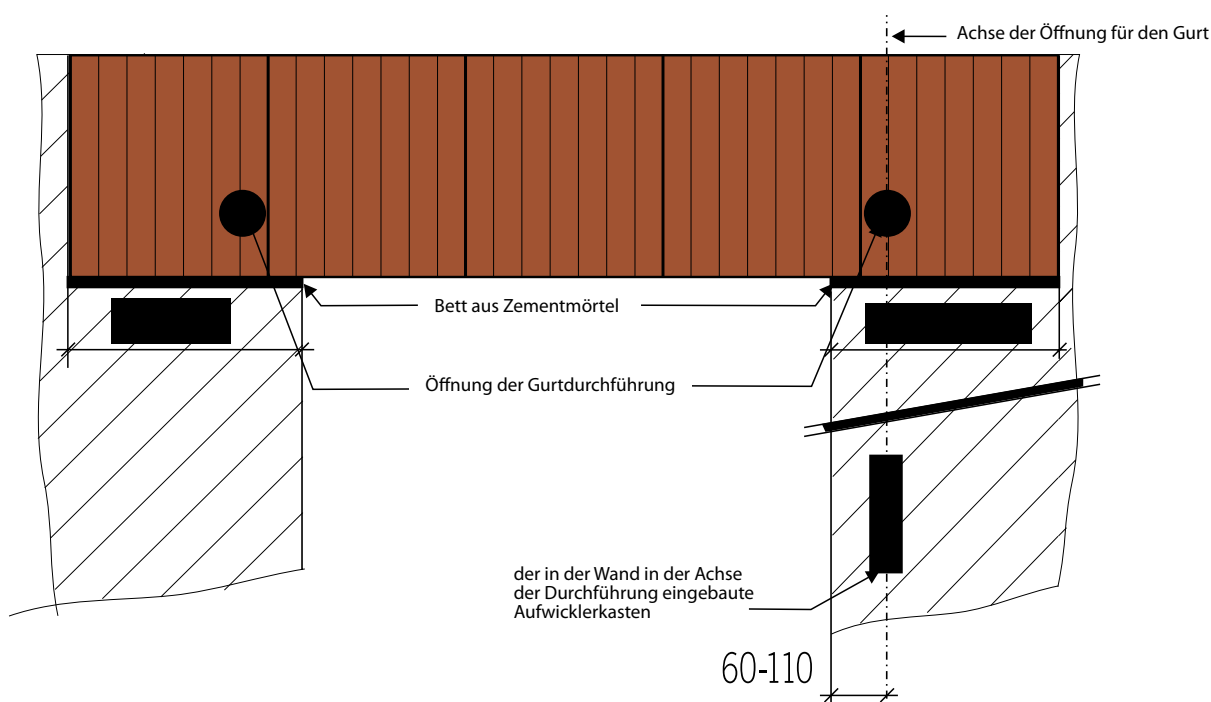 Achse der Öffnung für den Gurt
Bett aus Zementmörtel
Öffnung der Gurtdurchführung
der in der Wand in der Achse
der Durchführung eingebaute
Aufwicklerkasten
60-110